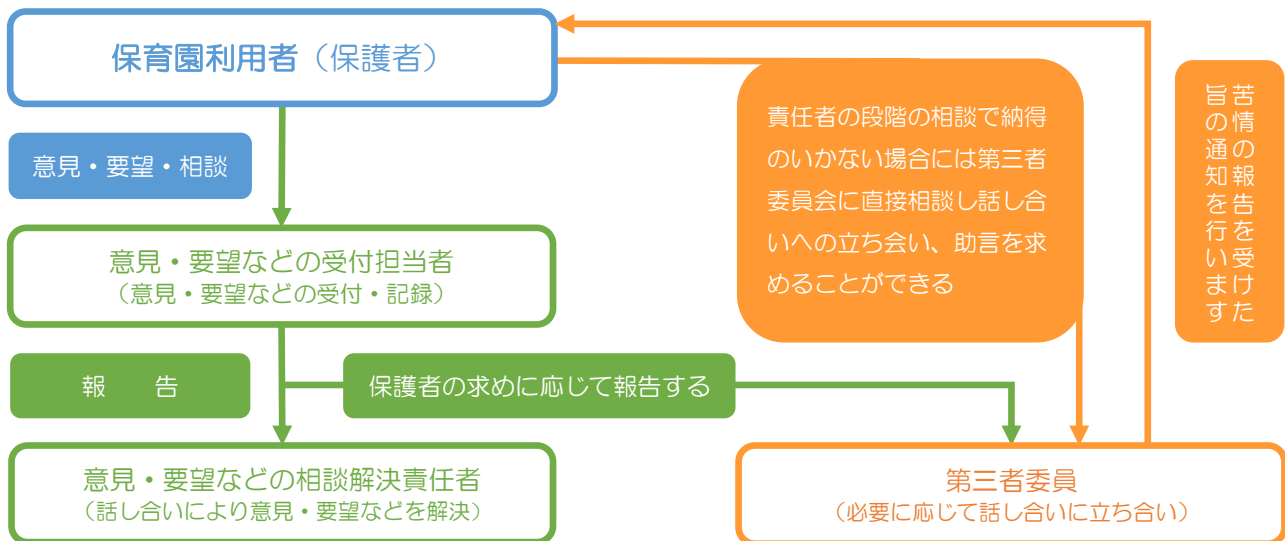 保育園利用者（保護者）
意見・要望・相談
責任者の段階の相談で納得
のいかない場合には第三者
委員会に直接相談し話し合
いへの立ち会い、助言を求
めることができる
苦情の報告を受けた
旨の通知を行います
意見・要望などの受付担当者
（意見・要望などの受付・記録）
報　　告
保護者の求めに応じて報告する
意見・要望などの相談解決責任者
（話し合いにより意見・要望などを解決）
第三者委員
（必要に応じて話し合いに立ち合い）